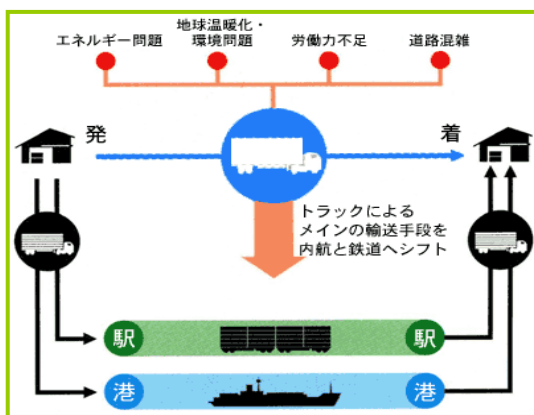 エネルギー問題
地球温暖化・
環境問題
労働力不足
道路混雑
発
着
トラックによる
メインの輸送手段を
内航と鉄道へシフト
駅
駅
港
港